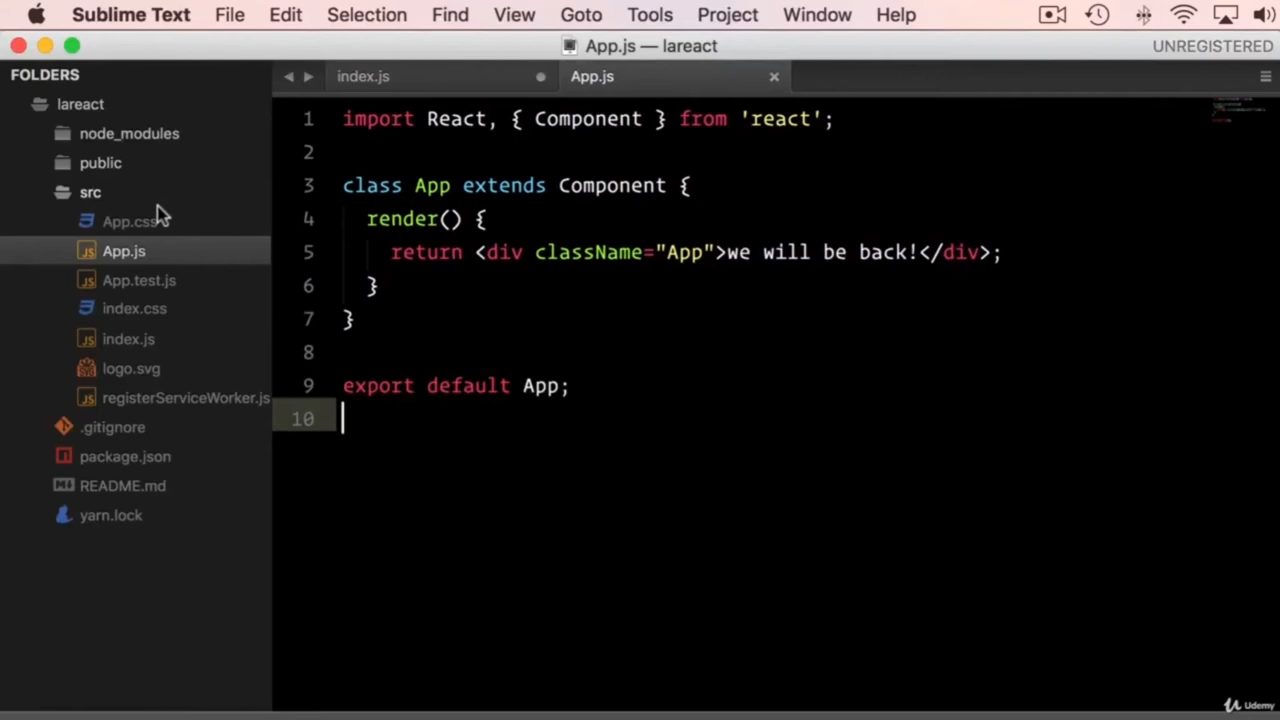 Sublime Text File Edit Selection Find View Goto Tools Project Window Help
App.js — lareact UNREGISTERED
FOLDERS
lareact
node_modules
public
src
App.css
App.js
App.test.js
index.css
index.js
logo.svg
registerServiceWorker.js
.gitignore
package.json
README.md
yarn.lock
index.js App.js
1 import React, { Component } from 'react';
2
3 class App extends Component {
4 render() {
5 return <div className="App">we will be back!</div>;
6 }
7 }
8
9 export default App;
10
Udemy